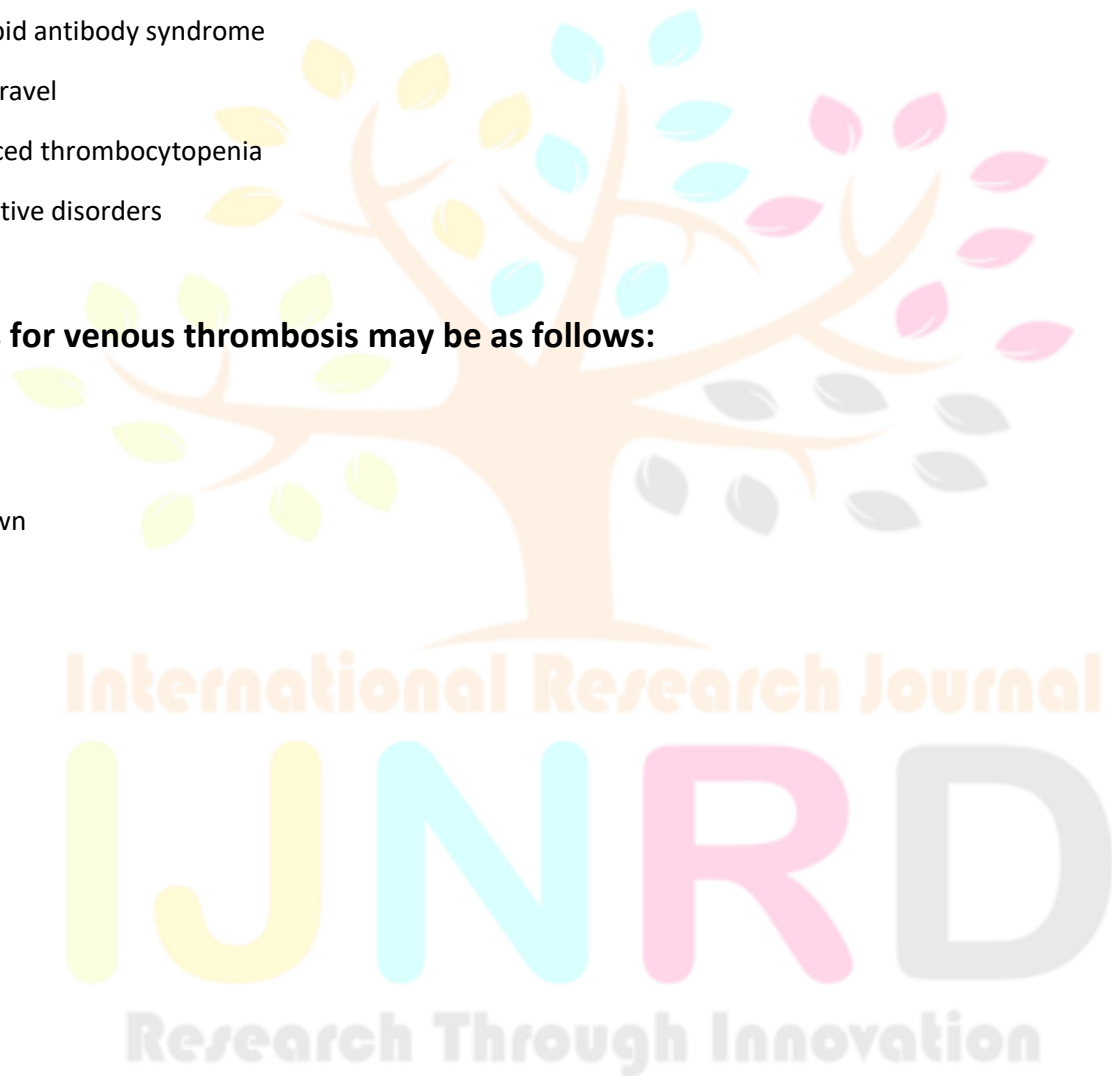 oid antibody syndrome
ravel
ced thrombocytopenia
tive disorders
s for venous thrombosis may be as follows:
wn
International Research Journal
IJNRD
Research Through Innovation